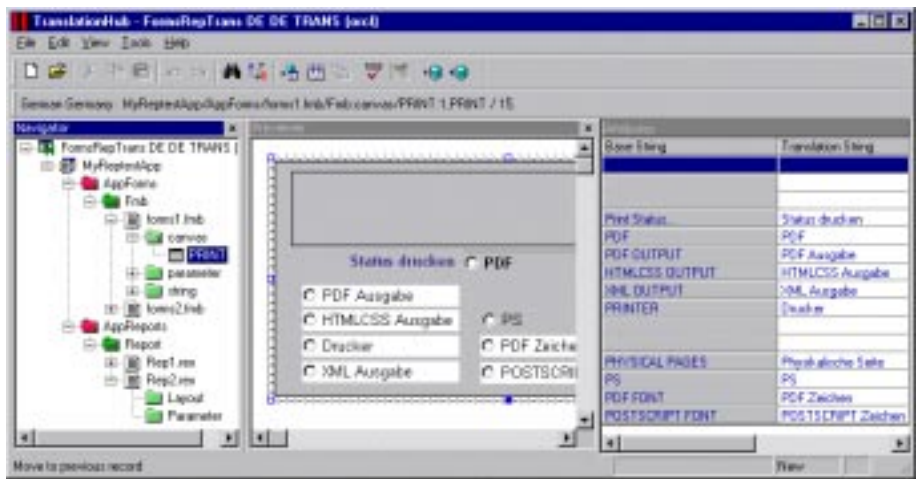 TranslationHub - FormsRepTrans DE DE TRANS (orcl)
File Edit View Tools Help
German Germany MyReptestApp/AppForms/forms1.fmb/Fmb:canvas/PRINT:1.PRINT / 15
Navigator
FormsRepTrans DE DE TRANS (
MyReptestApp
AppForms
Fmb
forms1.fmb
canvas
PRINT
parameter
string
forms2.fmb
AppReports
Report
Rep1.rex
Rep2.rex
Layout
Parameter
Status drucken PDF
PDF Ausgabe
HTMLCSS Ausgabe PS
Drucker PDF Zeiche
XML Ausgabe POSTSCRI
Base String Translation String
Print Status... Status drucken
PDF PDF
PDF OUTPUT PDF Ausgabe
HTMLCSS OUTPUT HTMLCSS Ausgabe
XML OUTPUT XML Ausgabe
PRINTER Drucker
PHYSICAL PAGES Physikalische Seite
PS PS
PDF FONT PDF Zeichen
POSTSCRIPT FONT POSTSCRIPT Zeichen
Move to previous record New